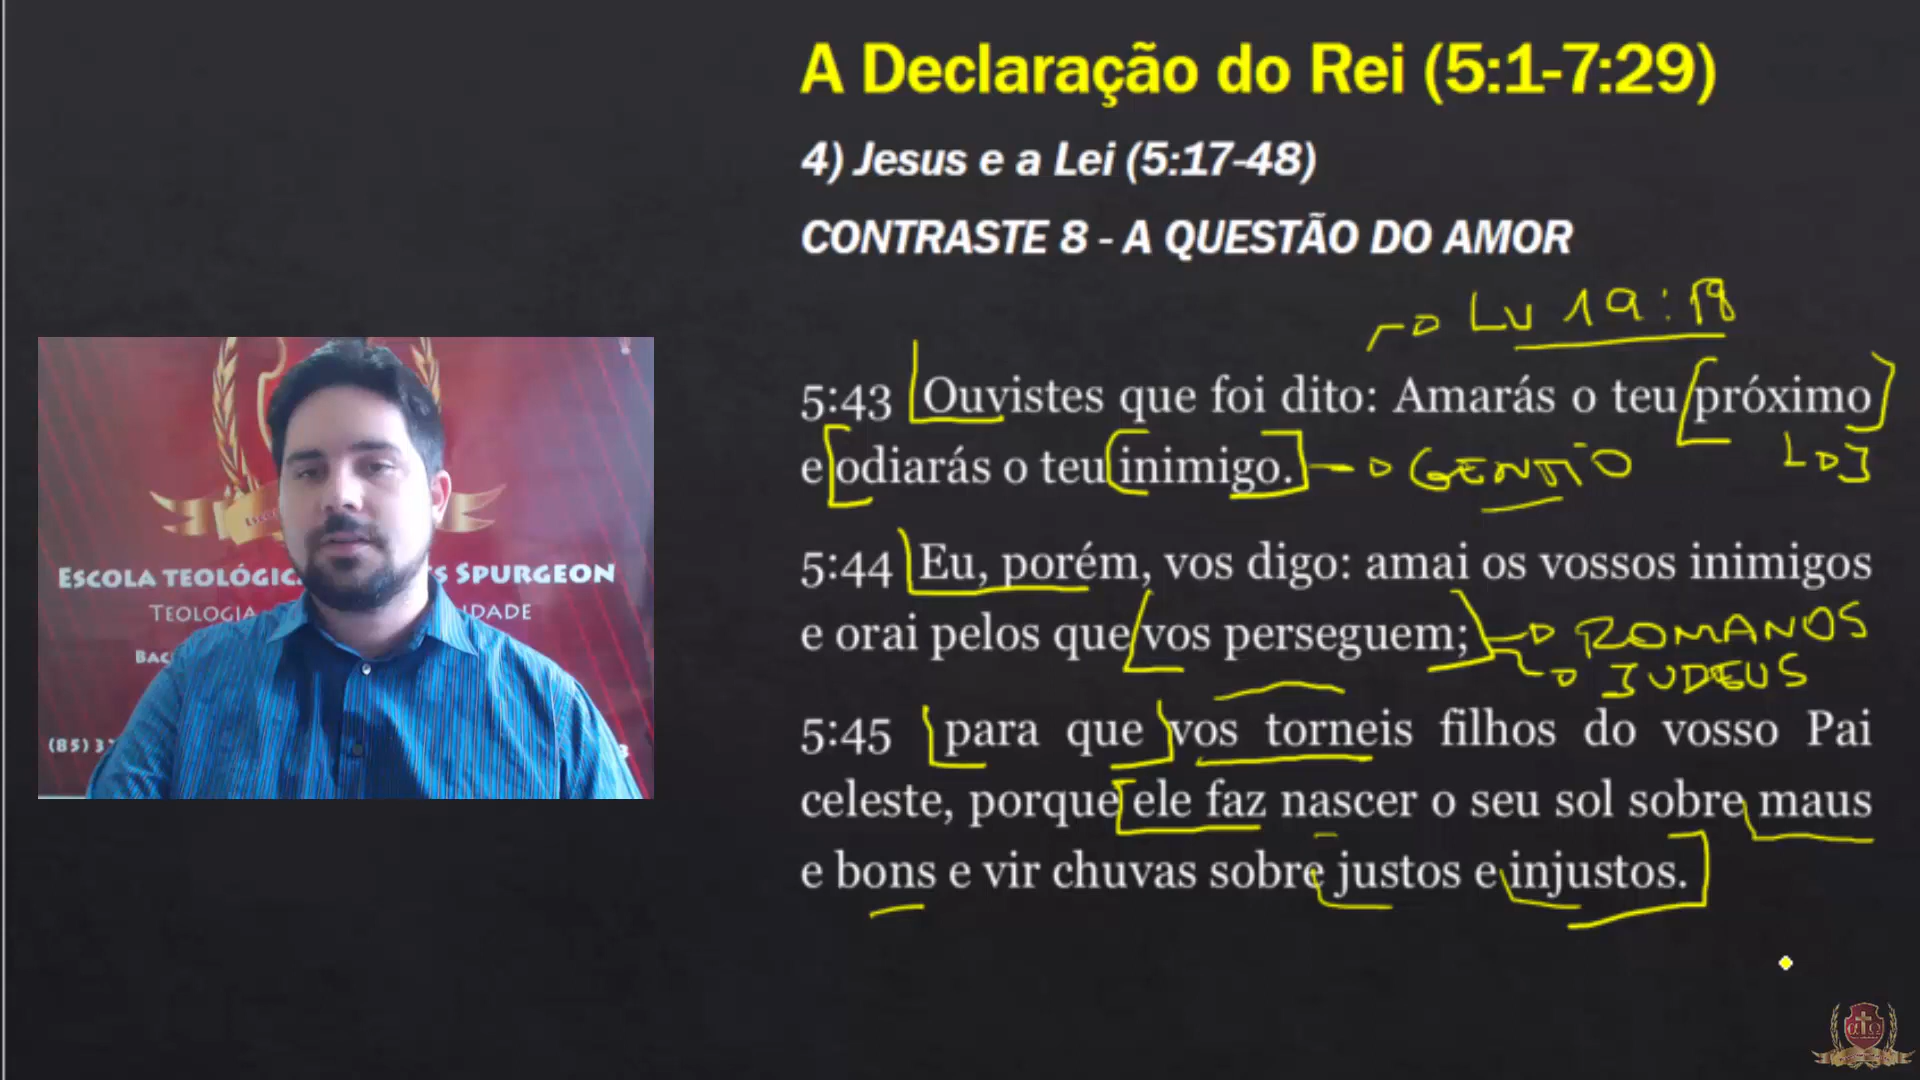 A Declaração do Rei (5:1-7:29)
4) Jesus e a Lei (5:17-48)
CONTRASTE 8 - A QUESTÃO DO AMOR
Lv 19:18
5:43 Ouvistes que foi dito: Amarás o teu próximo
e odiarás o teu inimigo.
GENTIO
5:44 Eu, porém, vos digo: amai os vossos inimigos
e orai pelos que vos perseguem;
ROMANOS
JUDEUS
5:45 para que vos torneis filhos do vosso Pai
celeste, porque ele faz nascer o seu sol sobre maus
e bons e vir chuvas sobre justos e injustos.
ESCOLA TEOLÓGIC S SPURGEON
TEOLOGIA IDADE
BAC
(85) 3